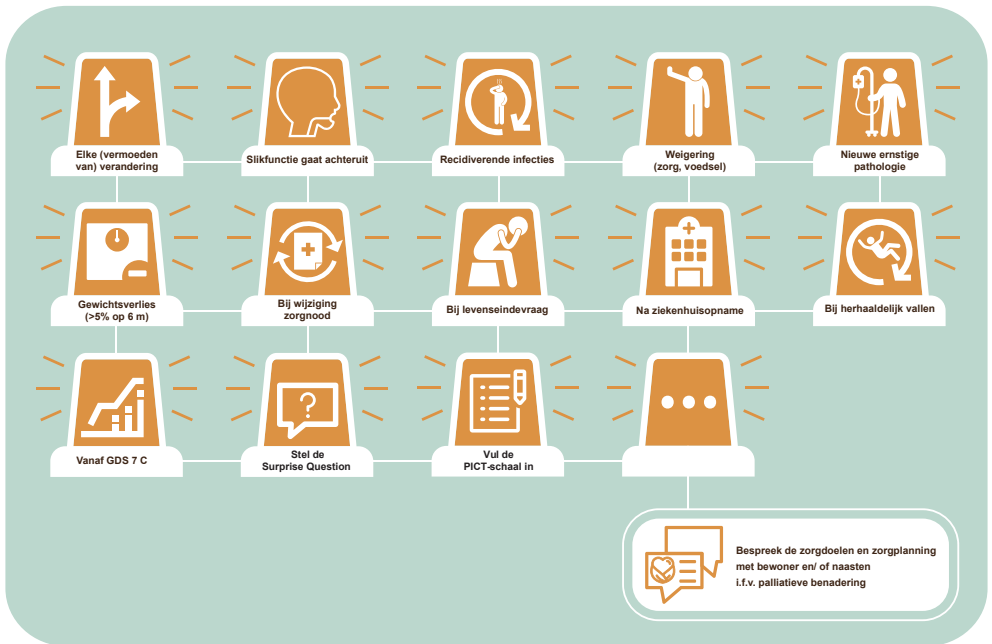 Elke (vermoeden
van) verandering
Slikfunctie gaat achteruit
Recidiverende infecties
Weigering
(zorg, voedsel)
Nieuwe ernstige
pathologie
Gewichtsverlies
(>5% op 6 m)
Bij wijziging
zorgnood
Bij levenseindevraag
Na ziekenhuisopname
Bij herhaaldelijk vallen
Vanaf GDS 7 C
?
Stel de
Surprise Question
Vul de
PICT-schaal in
Bespreek de zorgdoelen en zorgplanning
met bewoner en/ of naasten
i.f.v. palliatieve benadering